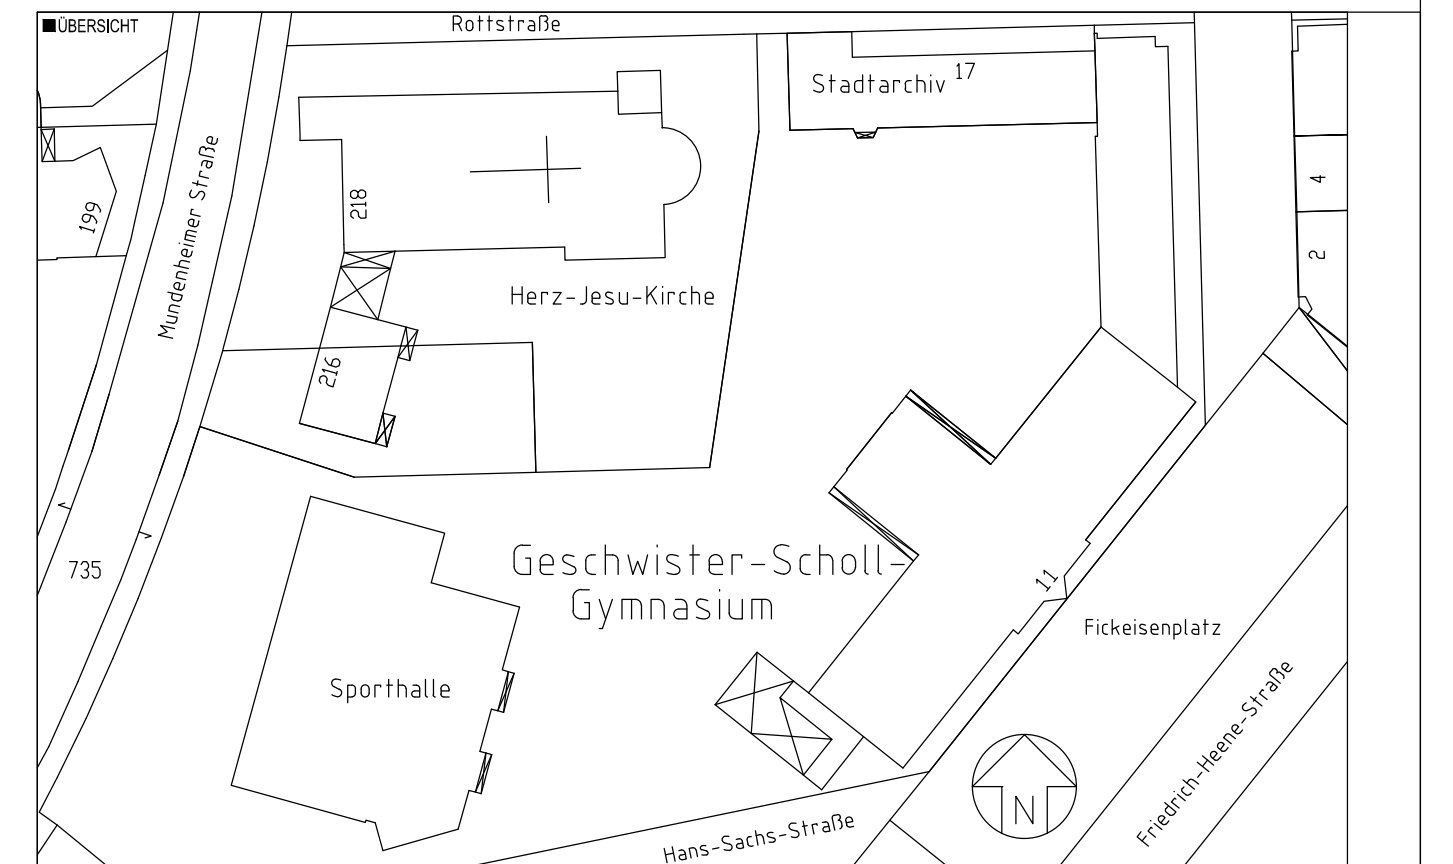 ÜBERSICHT
Rottstraße
Stadtarchiv 17
Mundenheimer Straße
199
218
4
2
Herz-Jesu-Kirche
216
735
Geschwister-Scholl-
Gymnasium
11
Fickeisenplatz
Sporthalle
Friedrich-Heene-Straße
N
Hans-Sachs-Straße